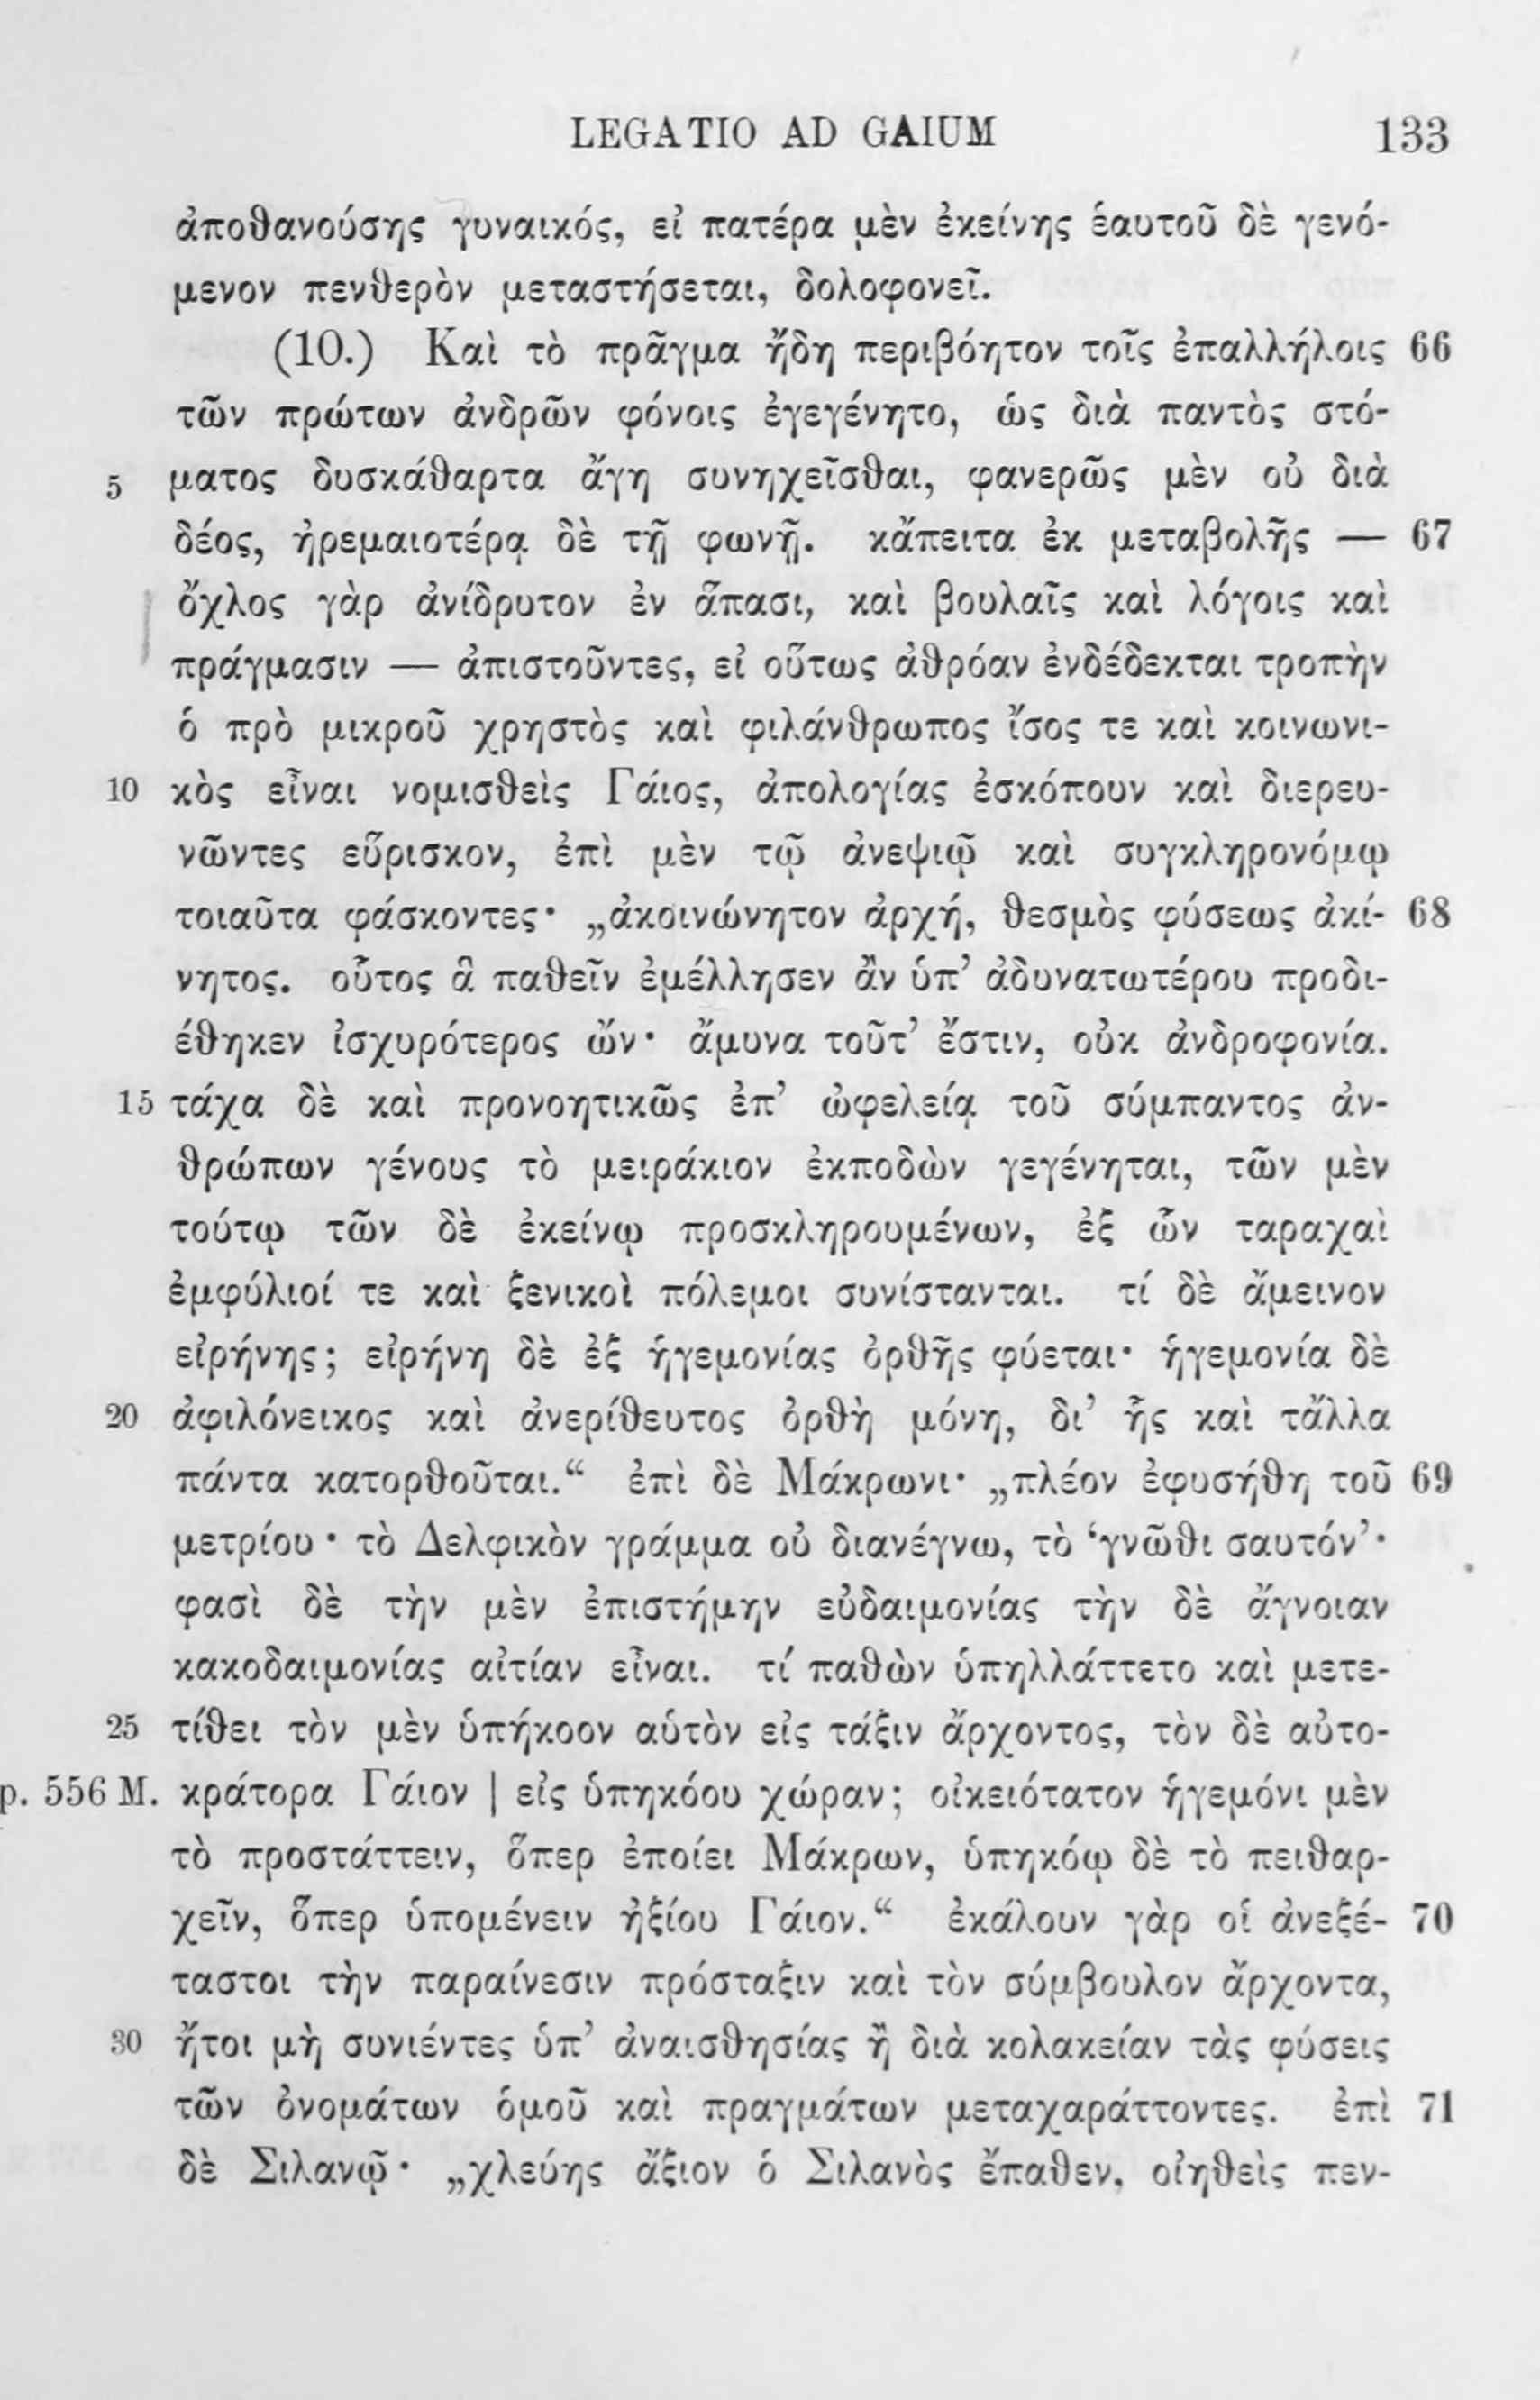 LEGATIO AD GAIUM 133
ἀποθανούσης γυναικός, εἰ πατέρα μὲν ἐκείνης ἑαυτοῦ δὲ γενό-
μενον πενθερὸν μεταστήσεται, δολοφονεῖ.
(10.) Καὶ τὸ πρᾶγμα ἤδη περιβόητον τοῖς ἐπαλλήλοις 66
τῶν πρώτων ἀνδρῶν φόνοις ἐγεγένητο, ὡς διὰ παντὸς στό-
5 ματος δυσκάθαρτα ἄγη συνηχεῖσθαι, φανερῶς μὲν οὐ διὰ
δέος, ἠρεμαιοτέρᾳ δὲ τῇ φωνῇ. κἄπειτα ἐκ μεταβολῆς — 67
ὄχλος γὰρ ἀνίδρυτον ἐν ἅπασι, καὶ βουλαῖς καὶ λόγοις καὶ
πράγμασιν — ἀπιστοῦντες, εἰ οὕτως ἀθρόαν ἐνδέδεκται τροπὴν
ὁ πρὸ μικροῦ χρηστὸς καὶ φιλάνθρωπος ἴσος τε καὶ κοινωνι-
10 κὸς εἶναι νομισθεὶς Γάιος, ἀπολογίας ἐσκόπουν καὶ διερευ-
νῶντες εὕρισκον, ἐπὶ μὲν τῷ ἀνεψιῷ καὶ συγκληρονόμῳ
τοιαῦτα φάσκοντες· „ἀκοινώνητον ἀρχή, θεσμὸς φύσεως ἀκί- 68
νητος. οὗτος ἃ παθεῖν ἐμέλλησεν ἂν ὑπ’ ἀδυνατωτέρου προδι-
έθηκεν ἰσχυρότερος ὤν· ἄμυνα τοῦτ’ ἔστιν, οὐκ ἀνδροφονία.
15 τάχα δὲ καὶ προνοητικῶς ἐπ’ ὠφελείᾳ τοῦ σύμπαντος ἀν-
θρώπων γένους τὸ μειράκιον ἐκποδὼν γεγένηται, τῶν μὲν
τούτῳ τῶν δὲ ἐκείνῳ προσκληρουμένων, ἐξ ὧν ταραχαὶ
ἐμφύλιοί τε καὶ ξενικοὶ πόλεμοι συνίστανται. τί δὲ ἄμεινον
εἰρήνης; εἰρήνη δὲ ἐξ ἡγεμονίας ὀρθῆς φύεται· ἡγεμονία δὲ
20 ἀφιλόνεικος καὶ ἀνερίθευτος ὀρθὴ μόνη, δι’ ἧς καὶ τἄλλα
πάντα κατορθοῦται.“ ἐπὶ δὲ Μάκρωνι· „πλέον ἐφυσήθη τοῦ 69
μετρίου· τὸ Δελφικὸν γράμμα οὐ διανέγνω, τὸ ‘γνῶθι σαυτόν’·
φασὶ δὲ τὴν μὲν ἐπιστήμην εὐδαιμονίας τὴν δὲ ἄγνοιαν
κακοδαιμονίας αἰτίαν εἶναι. τί παθὼν ὑπηλλάττετο καὶ μετε-
25 τίθει τὸν μὲν ὑπήκοον αὑτὸν εἰς τάξιν ἄρχοντος, τὸν δὲ αὐτο-
p. 556 M. κράτορα Γάιον | εἰς ὑπηκόου χώραν; οἰκειότατον ἡγεμόνι μὲν
τὸ προστάττειν, ὅπερ ἐποίει Μάκρων, ὑπηκόῳ δὲ τὸ πειθαρ-
χεῖν, ὅπερ ὑπομένειν ἠξίου Γάιον.“ ἐκάλουν γὰρ οἱ ἀνεξέ- 70
ταστοι τὴν παραίνεσιν πρόσταξιν καὶ τὸν σύμβουλον ἄρχοντα,
30 ἤτοι μὴ συνιέντες ὑπ’ ἀναισθησίας ἢ διὰ κολακείαν τὰς φύσεις
τῶν ὀνομάτων ὁμοῦ καὶ πραγμάτων μεταχαράττοντες. ἐπὶ 71
δὲ Σιλανῷ· „χλεύης ἄξιον ὁ Σιλανὸς ἔπαθεν, οἰηθεὶς πεν-